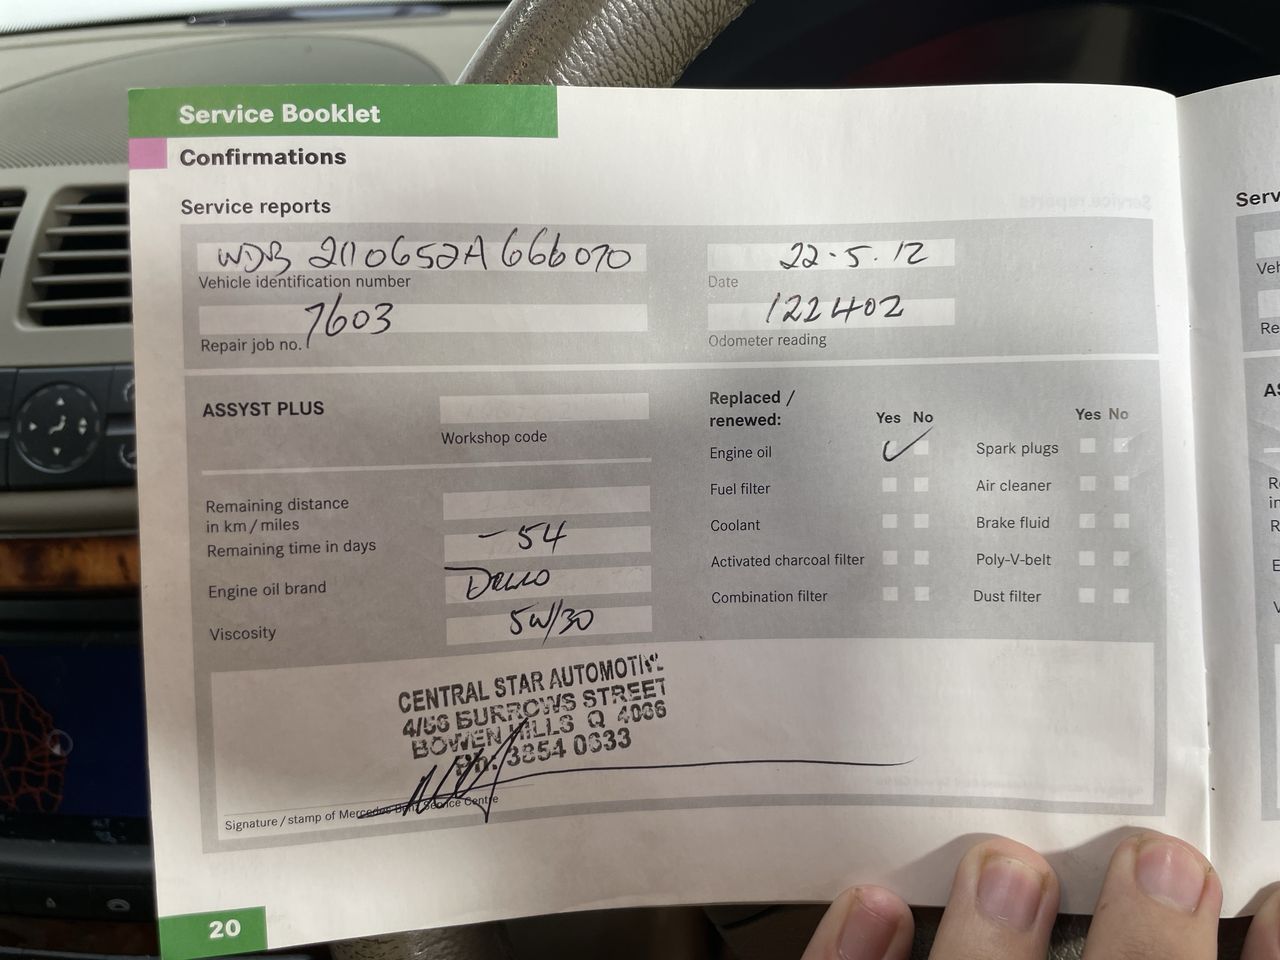 Service Booklet
Confirmations
Service reports
WDB 2110652A666070
Vehicle identification number
22.5.12
Date
7603
Repair job no.
122402
Odometer reading
ASSYST PLUS
Workshop code
Replaced /
renewed:
Yes No
Yes No
Engine oil
Spark plugs
Fuel filter
Air cleaner
Coolant
Brake fluid
Activated charcoal filter
Poly-V-belt
Combination filter
Dust filter
Remaining distance
in km / miles
Remaining time in days
-54
Engine oil brand
Viscosity
5W/30
CENTRAL STAR AUTOMOTIVE
4/56 BURROWS STREET
BOWEN HILLS Q 4006
Ph: 3854 0633
Signature / stamp of Mercedes-Benz Service Centre
20
Serv